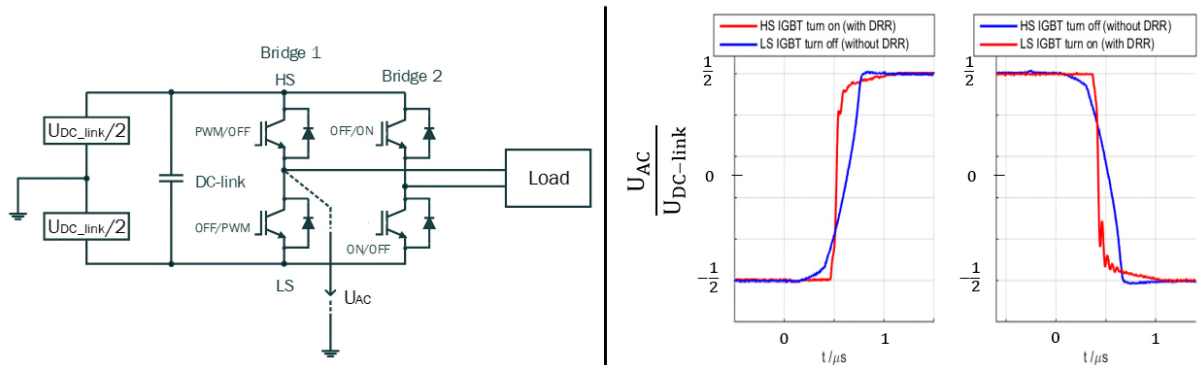 Bridge 1
HS
Bridge 2
UDC_link/2
PWM/OFF
OFF/ON
DC-link
Load
UDC_link/2
OFF/PWM
ON/OFF
LS
UAC
HS IGBT turn on (with DRR)
LS IGBT turn off (without DRR)
HS IGBT turn off (without DRR)
LS IGBT turn on (with DRR)
UAC
UDC−link
1
2
0
−1
2
0
1
t /μs
1
2
0
−1
2
0
1
t /μs